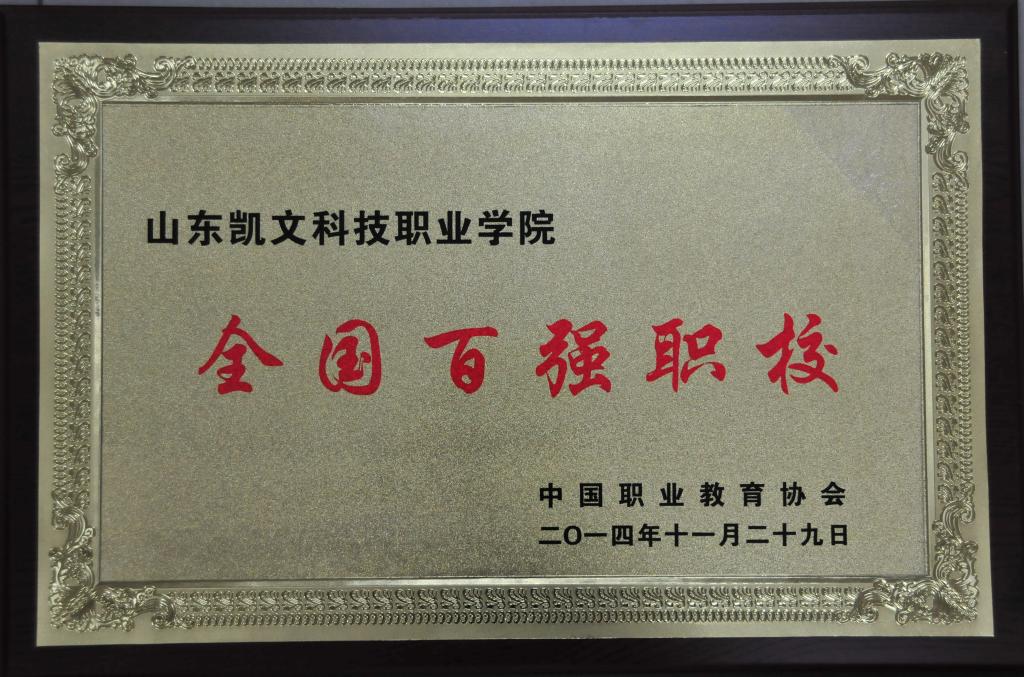 山东凯文科技职业学院
全国百强职校
中国职业教育协会
二〇一四年十一月二十九日